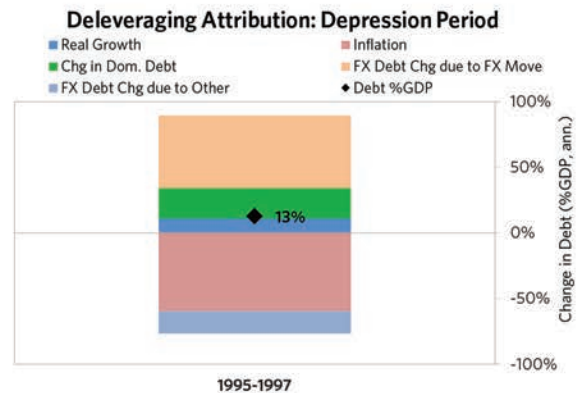 Deleveraging Attribution: Depression Period
Real Growth
Inflation
Chg in Dom. Debt
FX Debt Chg due to FX Move
FX Debt Chg due to Other
Debt %GDP
100%
50%
0%
-50%
-100%
Change in Debt (%GDP, ann.)
13%
1995-1997